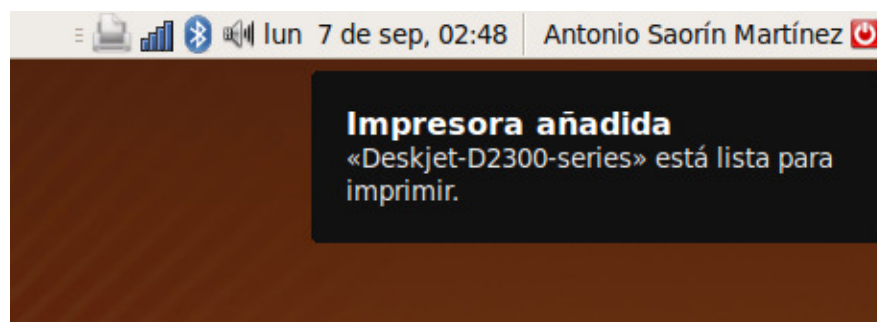 lun 7 de sep, 02:48 Antonio Saorín Martínez
Impresora añadida
«Deskjet-D2300-series» está lista para
imprimir.